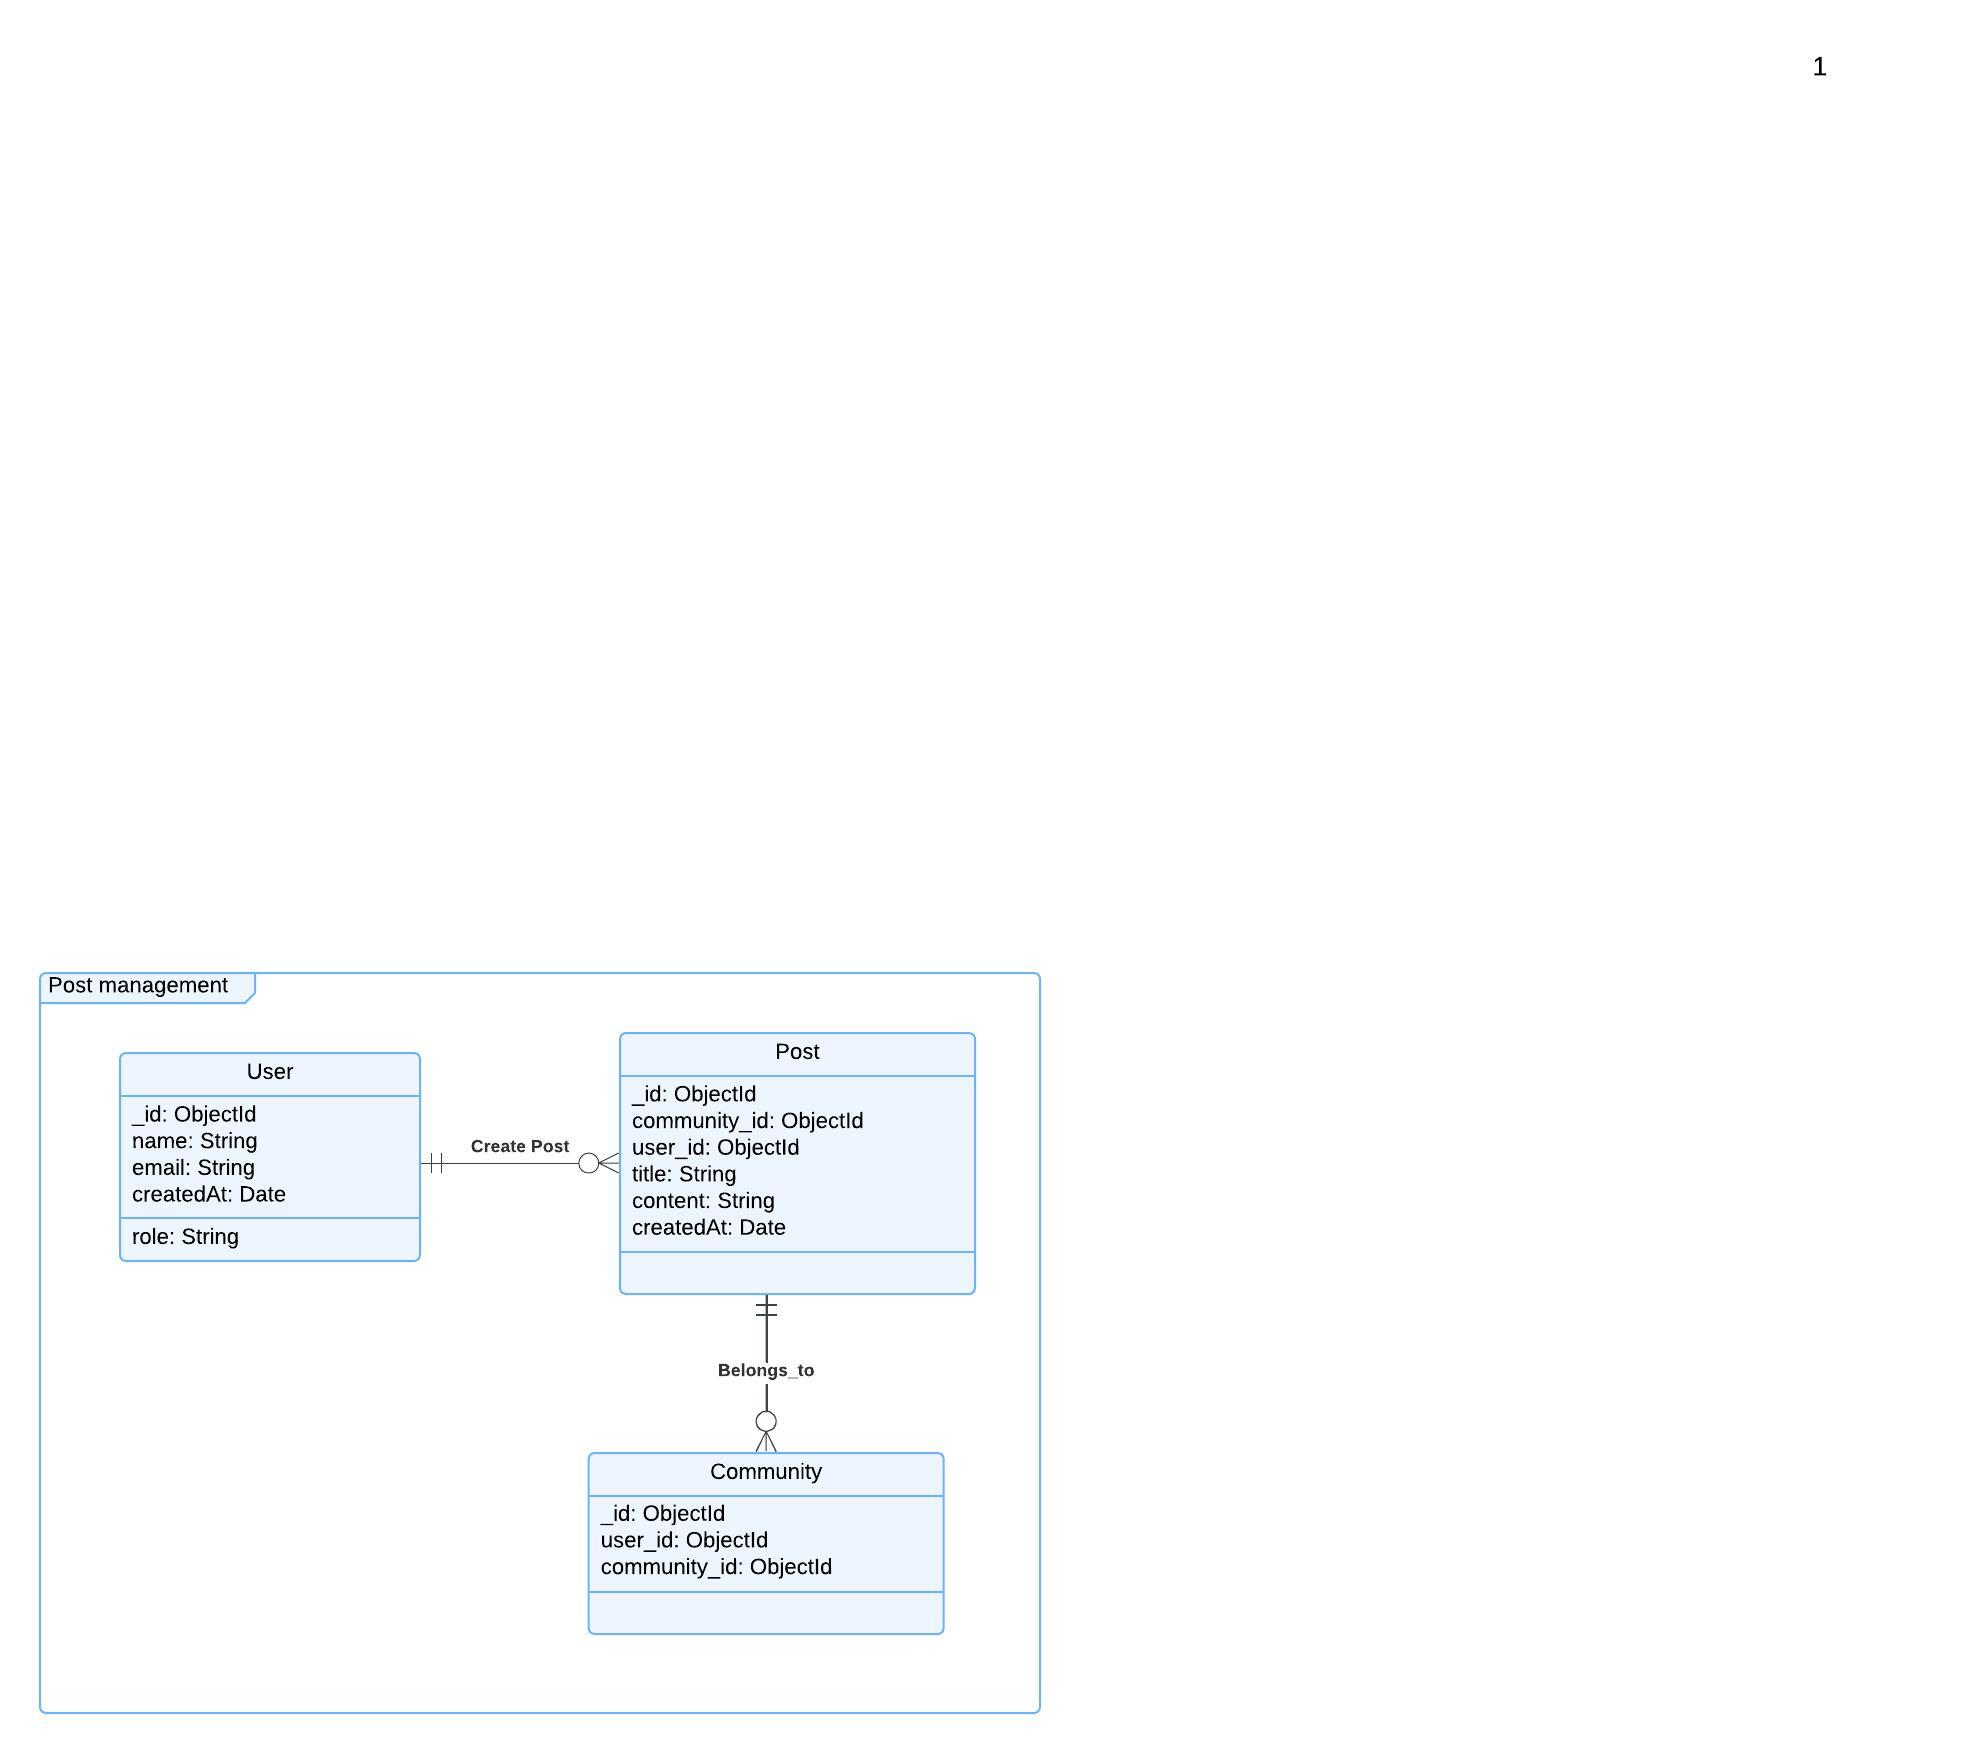 1
Post management
User
_id: ObjectId
name: String
email: String
createdAt: Date
role: String
Create Post
Post
_id: ObjectId
community_id: ObjectId
user_id: ObjectId
title: String
content: String
createdAt: Date
Belongs_to
Community
_id: ObjectId
user_id: ObjectId
community_id: ObjectId